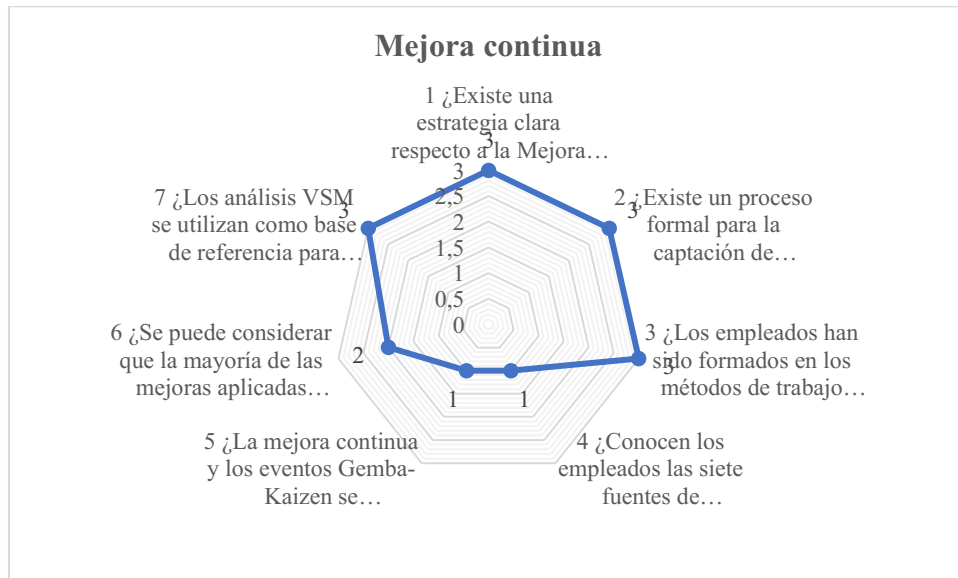 Mejora continua
1 ¿Existe una
estrategia clara
respecto a la Mejora…
3
3
2,5
2
1,5
1
0,5
0
2 ¿Existe un proceso
formal para la
captación de…
3
3 ¿Los empleados han
sido formados en los
métodos de trabajo…
3
4 ¿Conocen los
empleados las siete
fuentes de…
1
5 ¿La mejora continua
y los eventos Gemba-
Kaizen se…
1
6 ¿Se puede considerar
que la mayoría de las
mejoras aplicadas…
2
7 ¿Los análisis VSM
se utilizan como base
de referencia para…
3